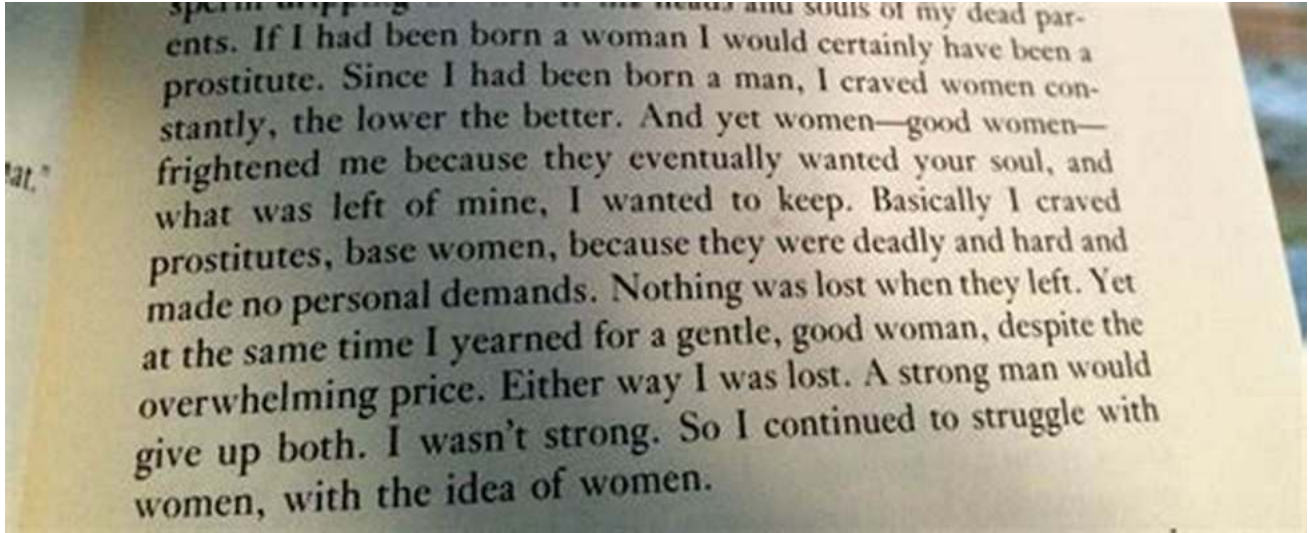 souls of my dead par-
ents. If I had been born a woman I would certainly have been a
prostitute. Since I had been born a man, I craved women con-
stantly, the lower the better. And yet women—good women—
frightened me because they eventually wanted your soul, and
what was left of mine, I wanted to keep. Basically I craved
prostitutes, base women, because they were deadly and hard and
made no personal demands. Nothing was lost when they left. Yet
at the same time I yearned for a gentle, good woman, despite the
overwhelming price. Either way I was lost. A strong man would
give up both. I wasn't strong. So I continued to struggle with
women, with the idea of women.